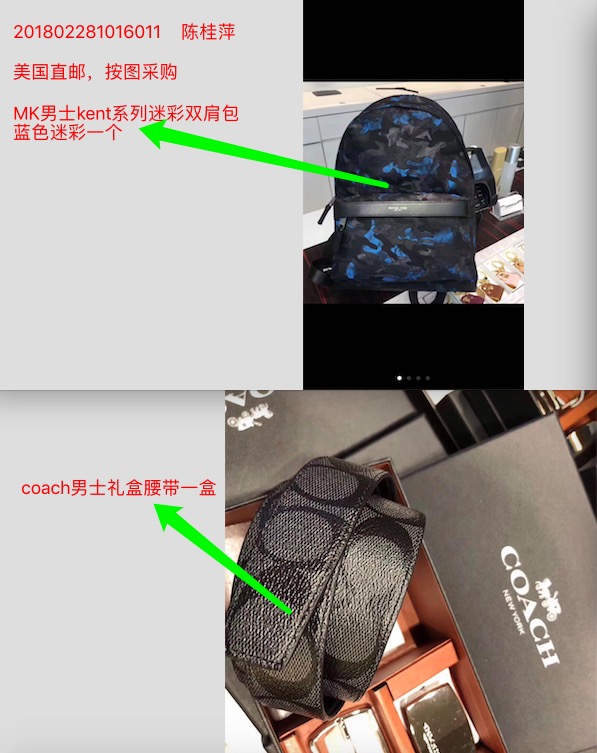 201802281016011 陈桂萍
美国直邮，按图采购
MK男士kent系列迷彩双肩包
蓝色迷彩一个
coach男士礼盒腰带一盒
COACH
NEW YORK